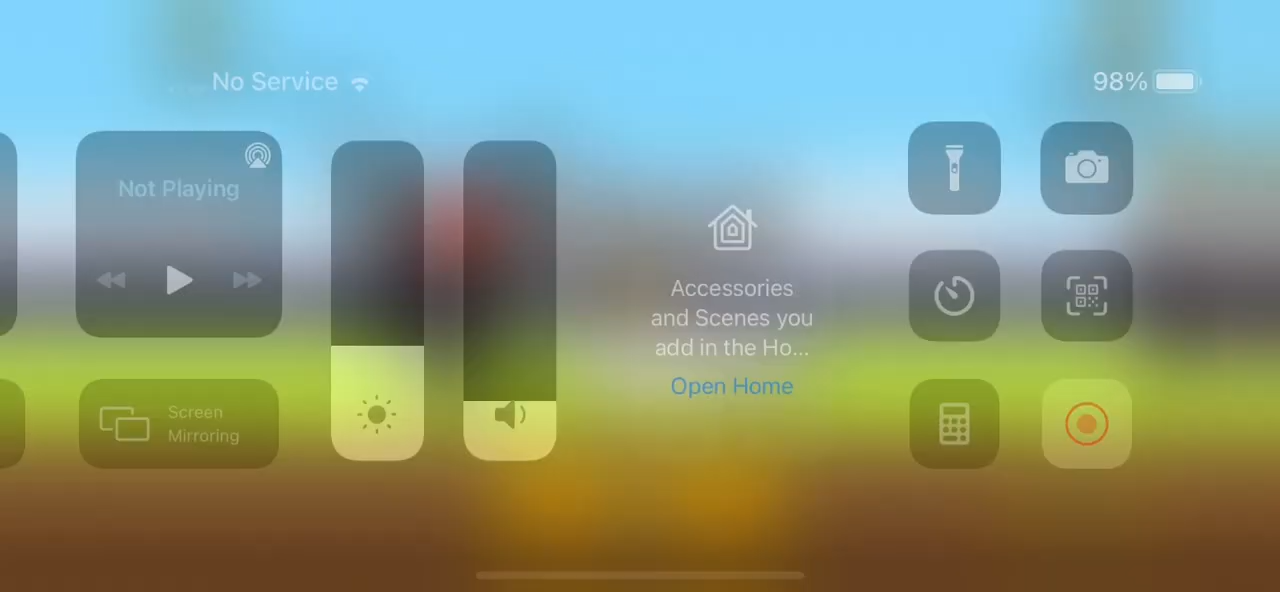 No Service
98%
Not Playing
Accessories
and Scenes you
add in the Ho...
Open Home
Screen
Mirroring